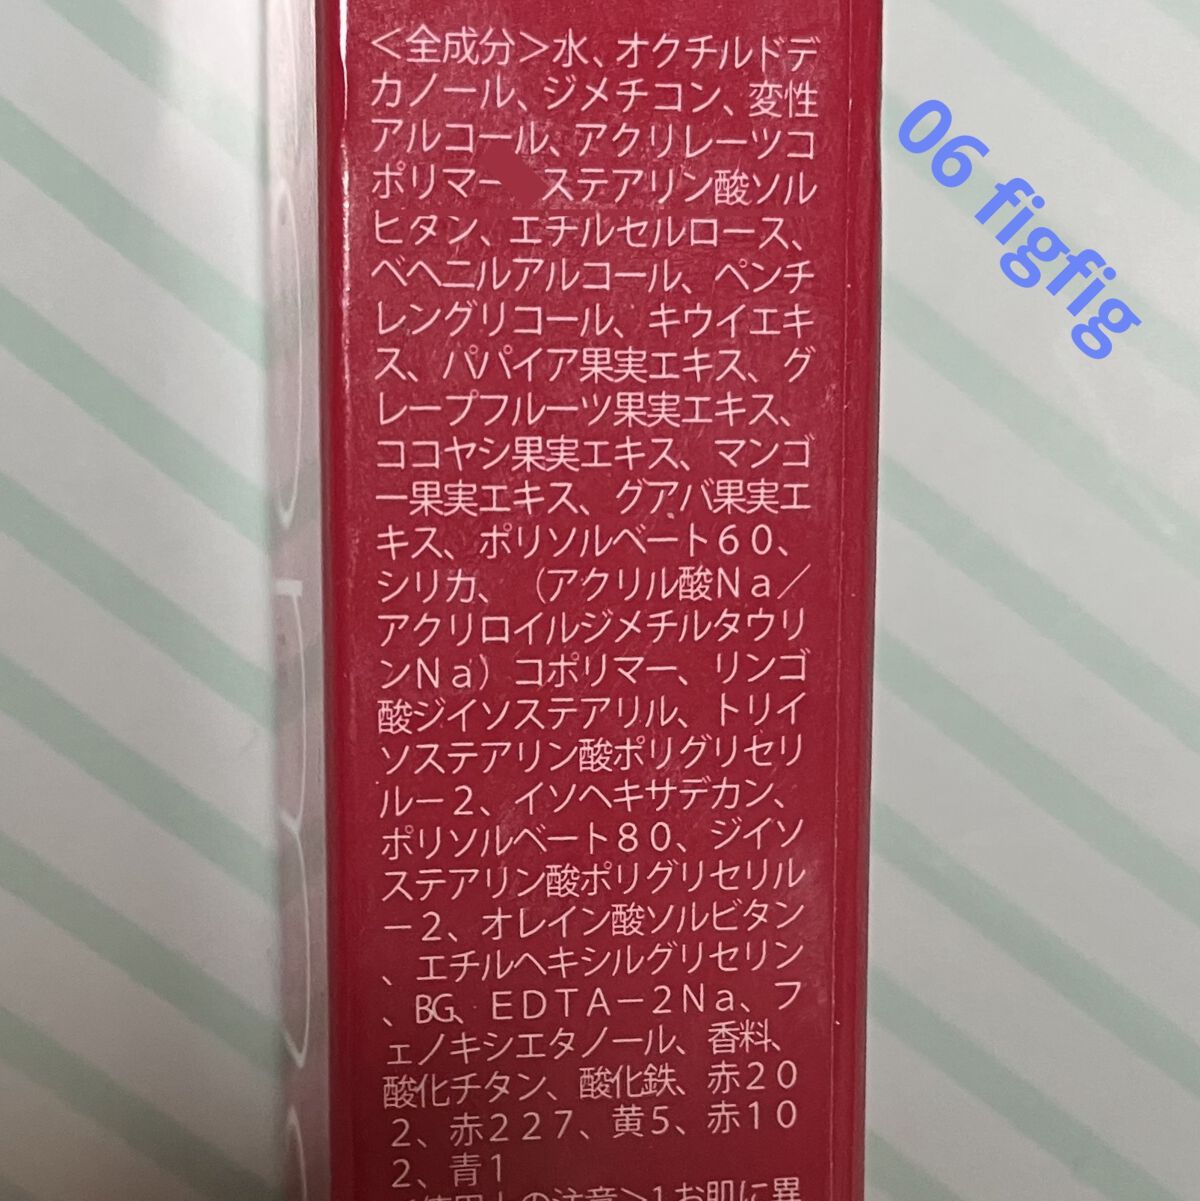 ＜全成分＞水、オクチルドデ
カノール、ジメチコン、変性
アルコール、アクリレーツコ
ポリマー ステアリン酸ソル
ビタン、エチルセルロース、
ベヘニルアルコール、ペンチ
レングリコール、キウイエキ
ス、パパイア果実エキス、グ
レープフルーツ果実エキス、
ココヤシ果実エキス、マンゴ
ー果実エキス、グアバ果実エ
キス、ポリソルベート６０、
シリカ、（アクリル酸Ｎａ／
アクリロイルジメチルタウリ
ンＮａ）コポリマー、リンゴ
酸ジイソステアリル、トリイ
ソステアリン酸ポリグリセリ
ルー２、イソヘキサデカン、
ポリソルベート８０、ジイソ
ステアリン酸ポリグリセリル
ー２、オレイン酸ソルビタン
、エチルヘキシルグリセリン
、BG、ＥＤＴＡ－２Ｎａ、フ
ェノキシエタノール、香料、
酸化チタン、酸化鉄、赤２０
２、赤２２７、黄５、赤１０
２、青１
＞１お肌に異
06 figfig